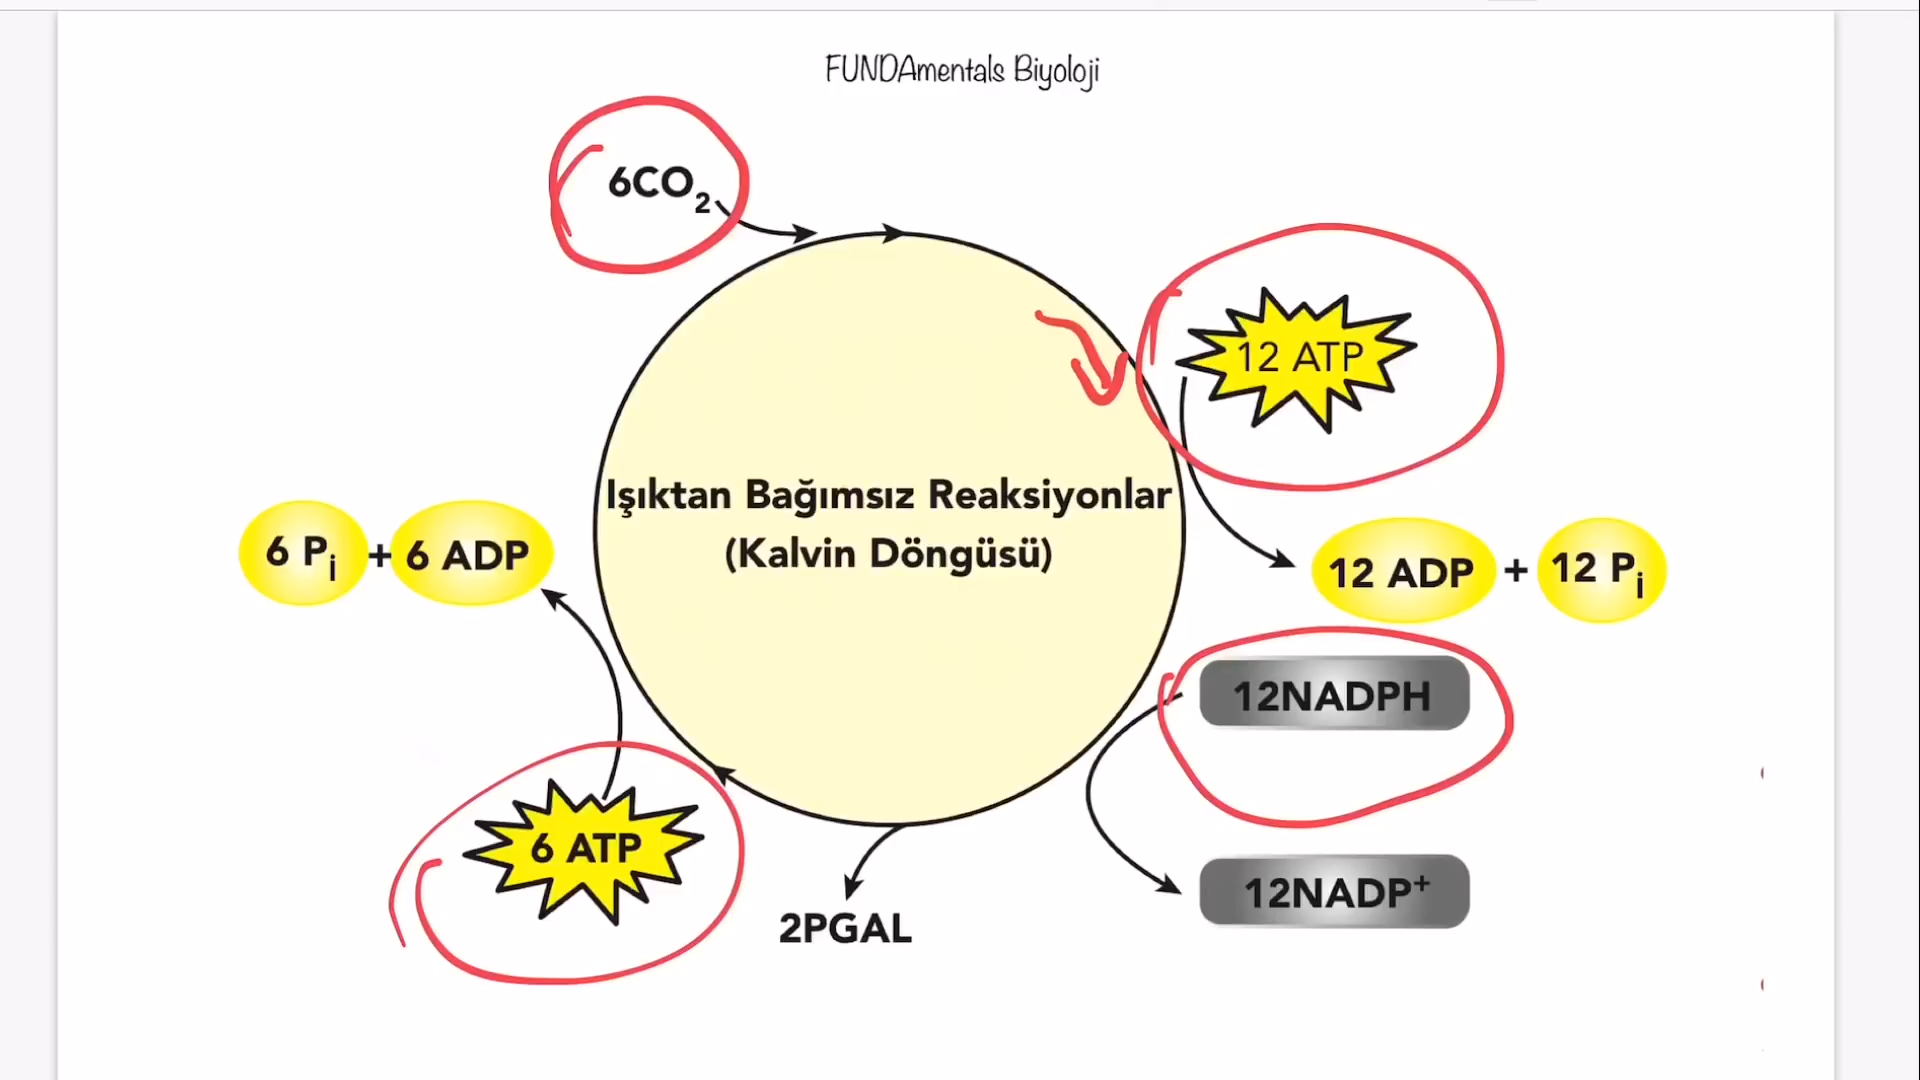 FUNDAmentals Biyoloji
6CO₂
12 ATP
Işıktan Bağımsız Reaksiyonlar
(Kalvin Döngüsü)
6 Pᵢ + 6 ADP
12 ADP + 12 Pᵢ
12NADPH
6 ATP
12NADP⁺
2PGAL